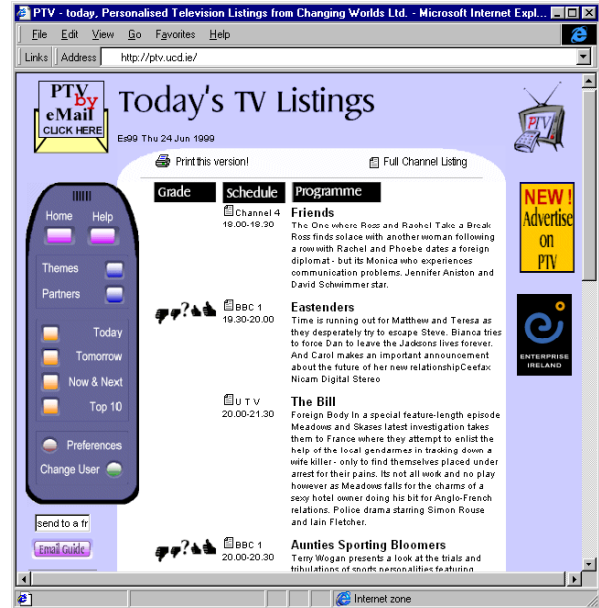 PTV - today, Personalised Television Listings from Changing Worlds Ltd. - Microsoft Internet Expl...
File Edit View Go Favorites Help
Links Address http://ptv.ucd.ie/
PTV
by
eMail
CLICK HERE
Today's TV Listings
Es99 Thu 24 Jun 1999
PTV
Print this version!
Full Channel Listing
Grade Schedule Programme
Home Help
Themes
Partners
Today
Tomorrow
Now & Next
Top 10
Preferences
Change User
send to a fr
Email Guide
Channel 4
18.00-18.30
Friends
The One where Ross and Rachel Take a Break
Ross finds solace with another woman following
a row with Rachel and Phoebe dates a foreign
diplomat - but its Monica who experiences
communication problems. Jennifer Aniston and
David Schwimmer star.
?
BBC 1
19.30-20.00
Eastenders
Time is running out for Matthew and Teresa as
they desperately try to escape Steve. Bianca tries
to force Dan to leave the Jacksons lives forever.
And Carol makes an important announcement
about the future of her new relationshipCeefax
Nicam Digital Stereo
U T V
20.00-21.30
The Bill
Foreign Body In a special feature-length episode
Meadows and Skases latest investigation takes
them to France where they attempt to enlist the
help of the local gendarmes in tracking down a
wife killer - only to find themselves placed under
arrest for their pains. Its not all work and no play
however as Meadows falls for the charms of a
sexy hotel owner doing his bit for Anglo-French
relations. Police drama starring Simon Rouse
and Iain Fletcher.
?
BBC 1
20.00-20.30
Aunties Sporting Bloomers
Terry Wogan presents a look at the trials and
tribulations of sports personalities featuring
NEW !
Advertise
on
PTV
ENTERPRISE
IRELAND
Internet zone